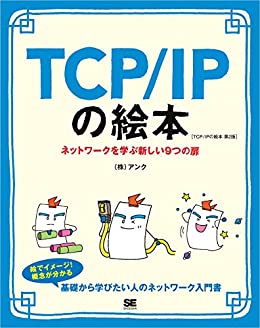 TCP/IP
の絵本
[TCP/IPの絵本 第2版]
ネットワークを学ぶ新しい9つの扉
(株)アンク
絵でイメージ!
概念が分かる
基礎から学びたい人のネットワーク入門書
SE
SHOEISHA